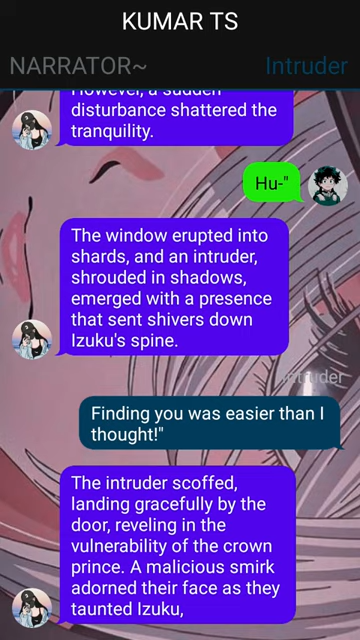 KUMAR TS
NARRATOR~
Intruder
However, a sudden
disturbance shattered the
tranquility.
Hu-"
The window erupted into
shards, and an intruder,
shrouded in shadows,
emerged with a presence
that sent shivers down
Izuku's spine.
Intruder
Finding you was easier than I
thought!"
The intruder scoffed,
landing gracefully by the
door, reveling in the
vulnerability of the crown
prince. A malicious smirk
adorned their face as they
taunted Izuku,